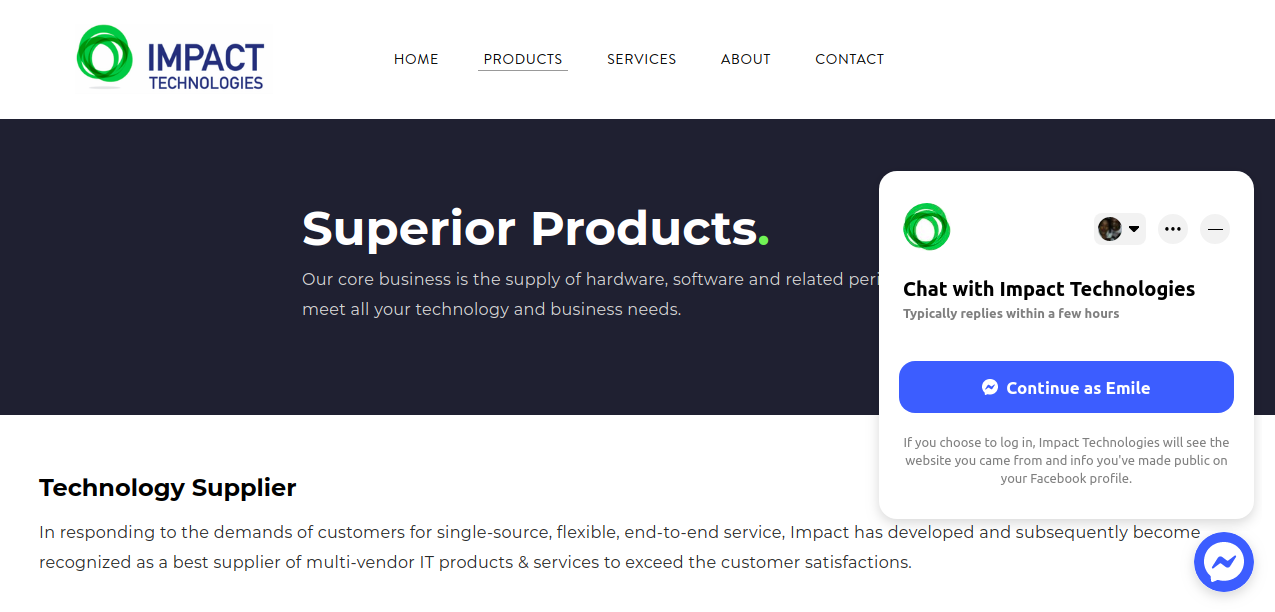 IMPACT
TECHNOLOGIES
HOME
PRODUCTS
SERVICES
ABOUT
CONTACT
Superior Products.
Our core business is the supply of hardware, software and related peri
meet all your technology and business needs.
Chat with Impact Technologies
Typically replies within a few hours
Continue as Emile
If you choose to log in, Impact Technologies will see the
website you came from and info you've made public on
your Facebook profile.
Technology Supplier
In responding to the demands of customers for single-source, flexible, end-to-end service, Impact has developed and subsequently become
recognized as a best supplier of multi-vendor IT products & services to exceed the customer satisfactions.